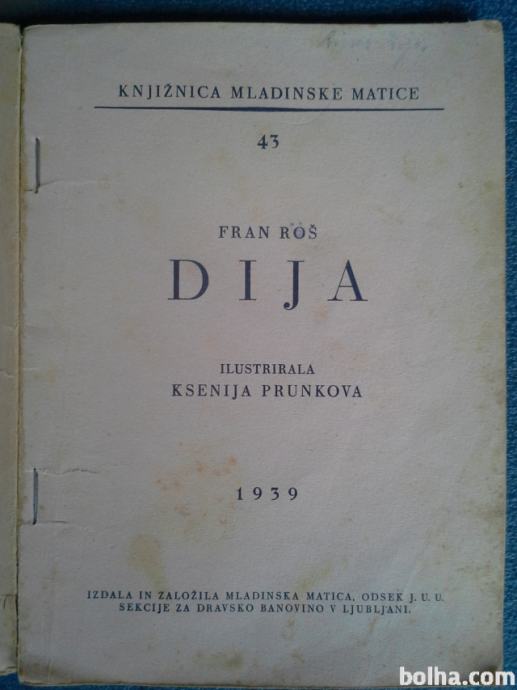 KNJIŽNICA MLADINSKE MATICE
43
FRAN ROŠ
DIJA
ILUSTRIRALA
KSENIJA PRUNKOVA
1939
IZDALA IN ZALOŽILA MLADINSKA MATICA, ODSEK J. U. U.
SEKCIJE ZA DRAVSKO BANOVINO V LJUBLJANI.
bolha.com